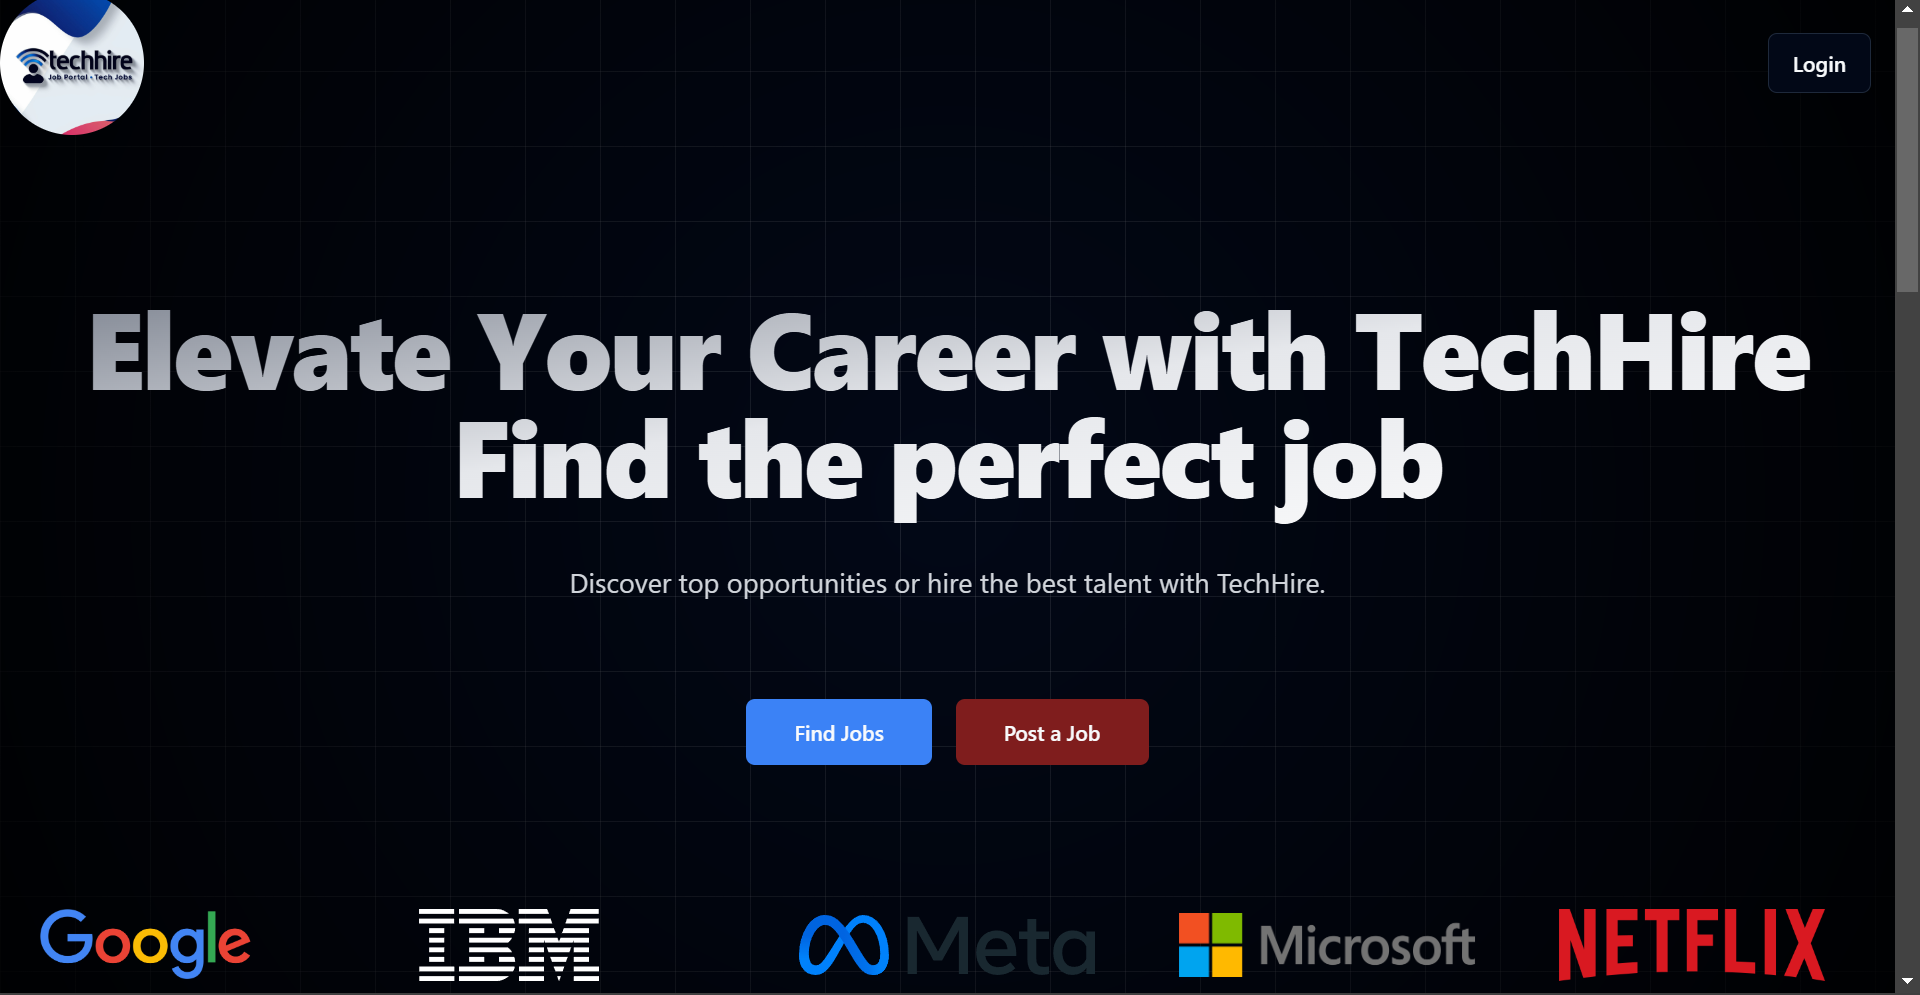 techhire
Job Portal - Tech Jobs
Login
Elevate Your Career with TechHire
Find the perfect job
Discover top opportunities or hire the best talent with TechHire.
Find Jobs
Post a Job
Google
IBM
Meta
Microsoft
NETFLIX